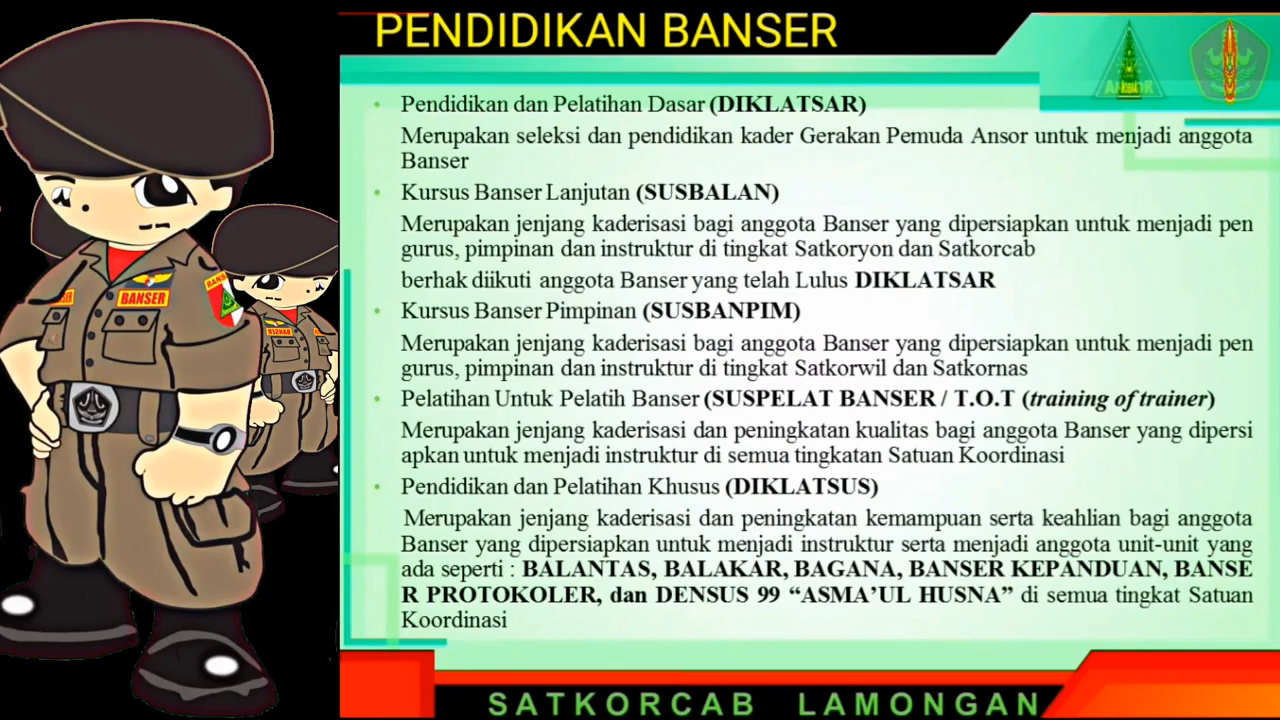 PENDIDIKAN BANSER
ANSOR
Pendidikan dan Pelatihan Dasar (DIKLATSAR)
Merupakan seleksi dan pendidikan kader Gerakan Pemuda Ansor untuk menjadi anggota
Banser
Kursus Banser Lanjutan (SUSBALAN)
Merupakan jenjang kaderisasi bagi anggota Banser yang dipersiapkan untuk menjadi pen
gurus, pimpinan dan instruktur di tingkat Satkoryon dan Satkorcab
berhak diikuti anggota Banser yang telah Lulus DIKLATSAR
Kursus Banser Pimpinan (SUSBANPIM)
Merupakan jenjang kaderisasi bagi anggota Banser yang dipersiapkan untuk menjadi pen
gurus, pimpinan dan instruktur di tingkat Satkorwil dan Satkornas
Pelatihan Untuk Pelatih Banser (SUSPELAT BANSER / T.O.T (training of trainer)
Merupakan jenjang kaderisasi dan peningkatan kualitas bagi anggota Banser yang dipersi
apkan untuk menjadi instruktur di semua tingkatan Satuan Koordinasi
Pendidikan dan Pelatihan Khusus (DIKLATSUS)
Merupakan jenjang kaderisasi dan peningkatan kemampuan serta keahlian bagi anggota
Banser yang dipersiapkan untuk menjadi instruktur serta menjadi anggota unit-unit yang
ada seperti : BALANTAS, BALAKAR, BAGANA, BANSER KEPANDUAN, BANSE
R PROTOKOLER, dan DENSUS 99 “ASMA’UL HUSNA” di semua tingkat Satuan
Koordinasi
SATKORCAB LAMONGAN
BANSER
BANSER
BANSER
BANSER
BANSER